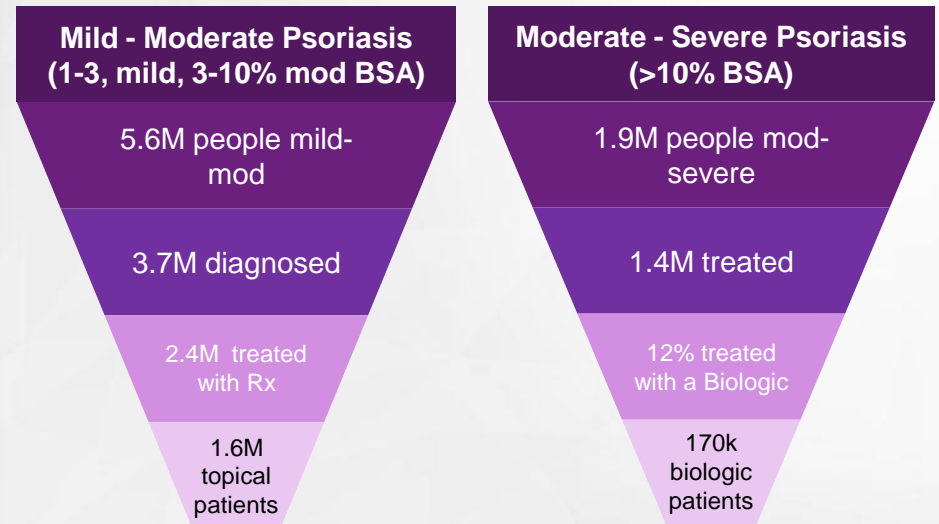 Mild - Moderate Psoriasis
(1-3, mild, 3-10% mod BSA)
5.6M people mild-
mod
3.7M diagnosed
2.4M treated
with Rx
1.6M
topical
patients
Moderate - Severe Psoriasis
(>10% BSA)
1.9M people mod-
severe
1.4M treated
12% treated
with a Biologic
170k
biologic
patients